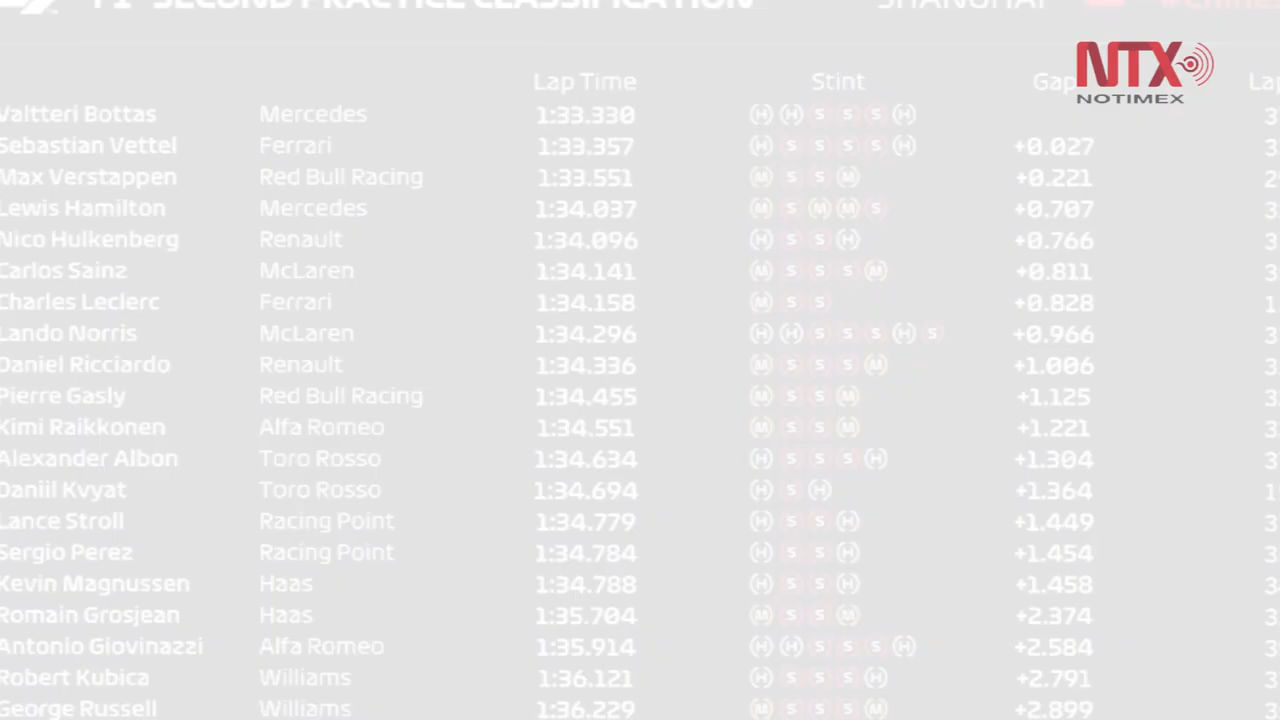 F1 SECOND PRACTICE CLASSIFICATION SHANGHAI
NTX
NOTIMEX
Lap Time Stint Gap
Valtteri Bottas Mercedes 1:33.330 H H S S S H
Sebastian Vettel Ferrari 1:33.357 H S S S S H +0.027
Max Verstappen Red Bull Racing 1:33.551 M S S M +0.221
Lewis Hamilton Mercedes 1:34.037 M S M M S +0.707
Nico Hulkenberg Renault 1:34.096 H S S H +0.766
Carlos Sainz McLaren 1:34.141 M S S S M +0.811
Charles Leclerc Ferrari 1:34.158 M S S +0.828
Lando Norris McLaren 1:34.296 H H S S S H S +0.966
Daniel Ricciardo Renault 1:34.336 M S S S M +1.006
Pierre Gasly Red Bull Racing 1:34.455 M S S M +1.125
Kimi Raikkonen Alfa Romeo 1:34.551 M S S M +1.221
Alexander Albon Toro Rosso 1:34.634 H S S S H +1.304
Daniil Kvyat Toro Rosso 1:34.694 H S H +1.364
Lance Stroll Racing Point 1:34.779 H S S H +1.449
Sergio Perez Racing Point 1:34.784 H S S H +1.454
Kevin Magnussen Haas 1:34.788 H S S H +1.458
Romain Grosjean Haas 1:35.704 M S S M +2.374
Antonio Giovinazzi Alfa Romeo 1:35.914 H H S S S H +2.584
Robert Kubica Williams 1:36.121 H S S S H +2.791
George Russell Williams 1:36.229 M S S S M +2.899